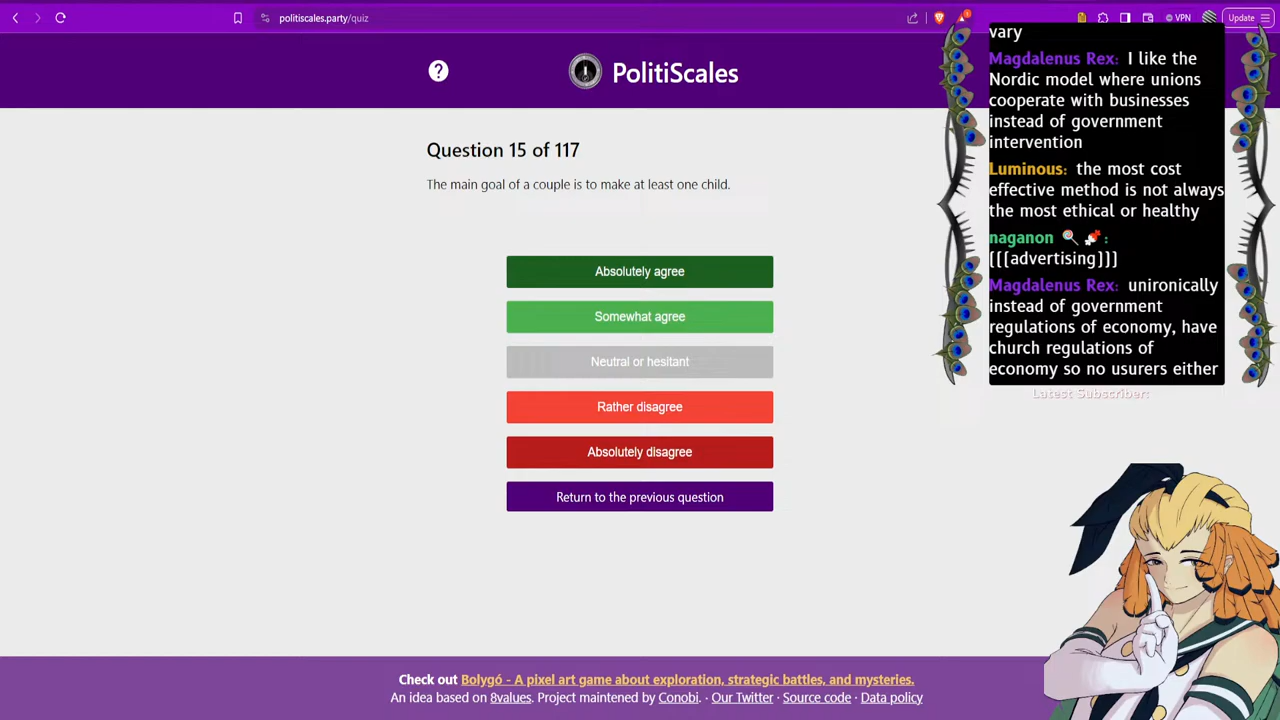 politiscales.party/quiz
VPN
Update
PolitiScales
Question 15 of 117
The main goal of a couple is to make at least one child.
Absolutely agree
Somewhat agree
Neutral or hesitant
Rather disagree
Absolutely disagree
Return to the previous question
vary
Magdalenus Rex: I like the
Nordic model where unions
cooperate with businesses
instead of government
intervention
Luminous: the most cost
effective method is not always
the most ethical or healthy
naganon 🔍 :
(((advertising)))
Magdalenus Rex: unironically
instead of government
regulations of economy, have
church regulations of
economy so no usurers either
Latest Subscriber:
Check out Bolygó - A pixel art game about exploration, strategic battles, and mysteries.
An idea based on 8values. Project maintened by Conobi. · Our Twitter · Source code · Data policy